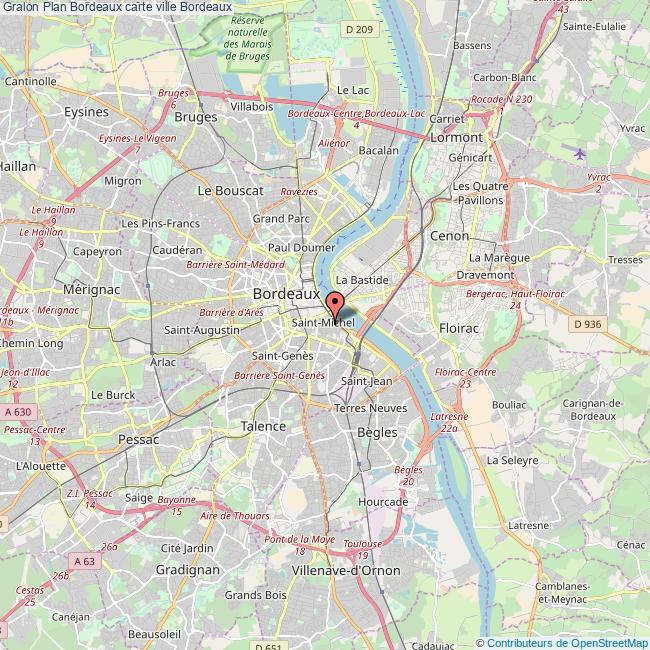 Gralon Plan Bordeaux carte ville Bordeaux
Réserve
naturelle
des Marais
de Bruges
D 209
Sainte-Eulalie
Bassens
Cantinolle
Carbon-Blanc
Bruges
6
Le Lac
Rocade N 230
1
Villabois
Eysines
Bruges
Bordeaux-Centre,Bordeaux-Lac
4
Carriet
Lormont
Yvrac
Eysines-Le Vigean
7
Aliénor
Bacalan
Génicart
Haillan
Migron
Le Bouscat
Ravezies
Les Quatre
Pavillons
Yvrac
2
Le Haillan
9
Les Pins-Francs
Grand Parc
Cenon
Le Haillan
9
Capeyron
Caudéran
Paul Doumer
La Marègue
Tresses
Barrière Saint-Médard
La Bastide
Dravemont
Mérignac
Bordeaux
Bergerac, Haut-Floirac
24
Bordeaux - Mérignac
11b
Barrière d'Arès
Saint-Michel
Saint-Augustin
Floirac
D 936
Chemin Long
Saint-Genès
Arlac
Jean-d'Illac
12
Barrière Saint-Genès
Saint-Jean
Floirac-Centre
23
Le Burck
A 630
Terres Neuves
Bouliac
Carignan-de-
Bordeaux
Pessac-Centre
13
Talence
Latresne
22a
Pessac
Bègles
L'Alouette
La Seleyre
Bègles
20
Z.I. Pessac
14
Saige
Bayonne
15
Hourcade
Aire de Thouars
Latresne
26a
Cité Jardin
Pont de la Maye
18
Toulouse
19
Cénac
A 63
Gradignan
26b
Villenave-d'Ornon
Cestas
25
Camblanes-
et-Meynac
Grands Bois
Canéjan
Beausoleil
D 651
Cadaujac
© Contributeurs de OpenStreetMap